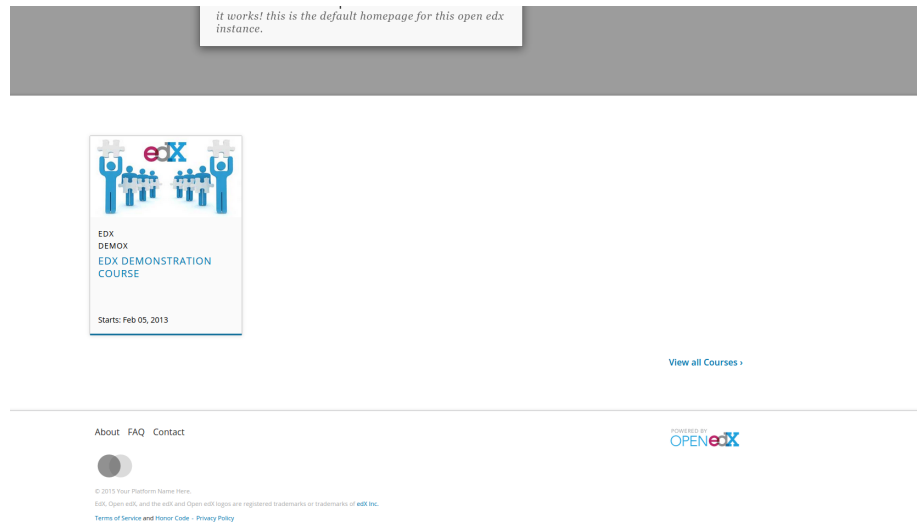 it works! this is the default homepage for this open edx
instance.
edX
EDX
DEMOX
EDX DEMONSTRATION
COURSE
Starts: Feb 05, 2013
View all Courses ›
About FAQ Contact
POWERED BY
OPEN edX
© 2015 Your Platform Name Here.
EdX, Open edX, and the edX and Open edX logos are registered trademarks or trademarks of edX Inc.
Terms of Service and Honor Code - Privacy Policy